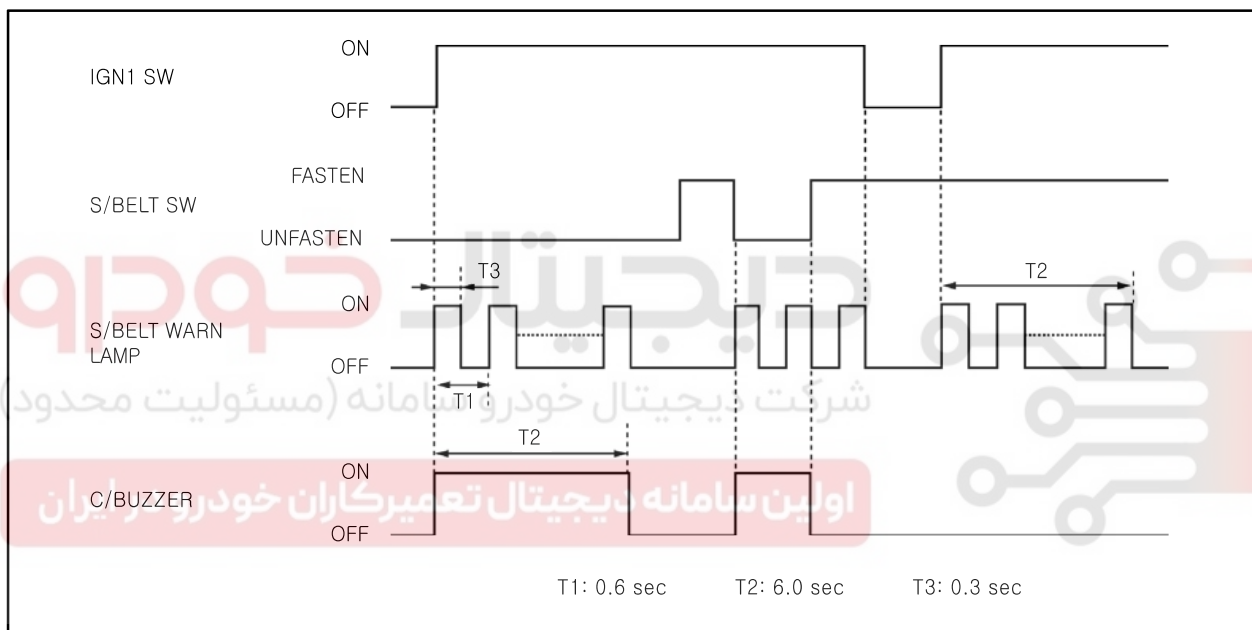 ON
IGN1 SW
OFF
FASTEN
S/BELT SW
UNFASTEN
دیجیتال خودرو
T3
T2
ON
S/BELT WARN
LAMP
OFF
T1
شرکت دیجیتال خودرو سامانه (مسئولیت محدود)
T2
ON
C/BUZZER
اولین سامانه دیجیتال تعمیرکاران خودرو در ایران
OFF
T1: 0.6 sec T2: 6.0 sec T3: 0.3 sec